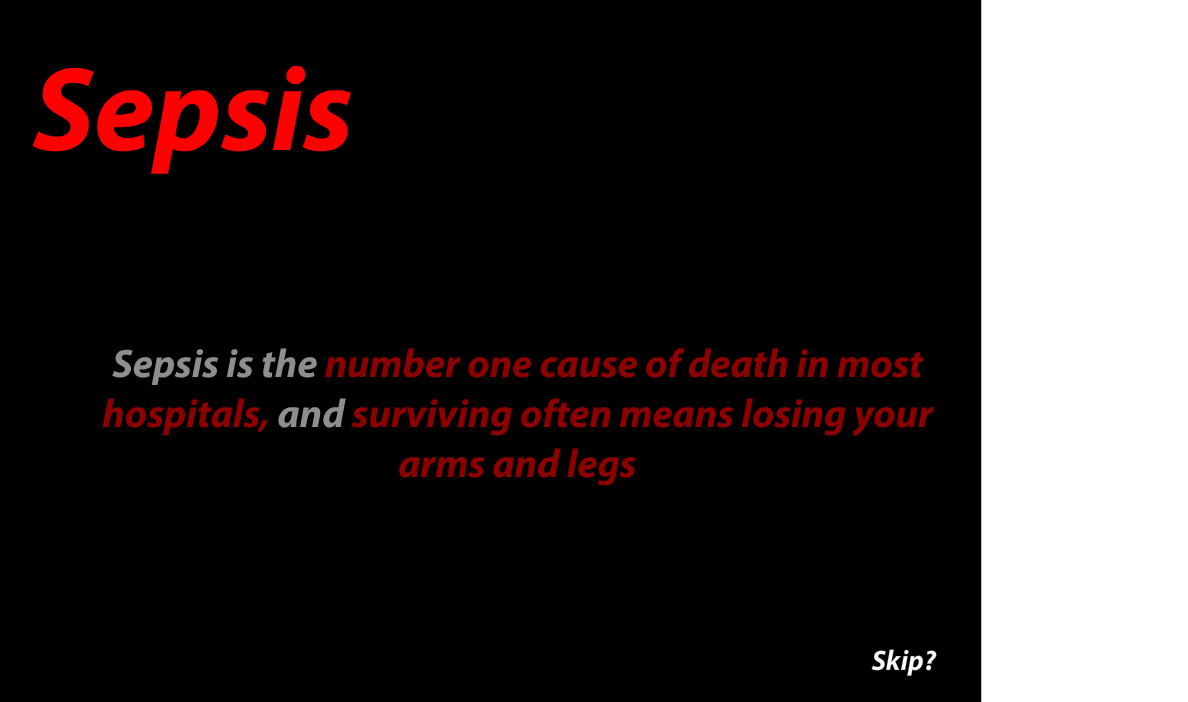 Sepsis
Sepsis is the number one cause of death in most
hospitals, and surviving often means losing your
arms and legs
Skip?